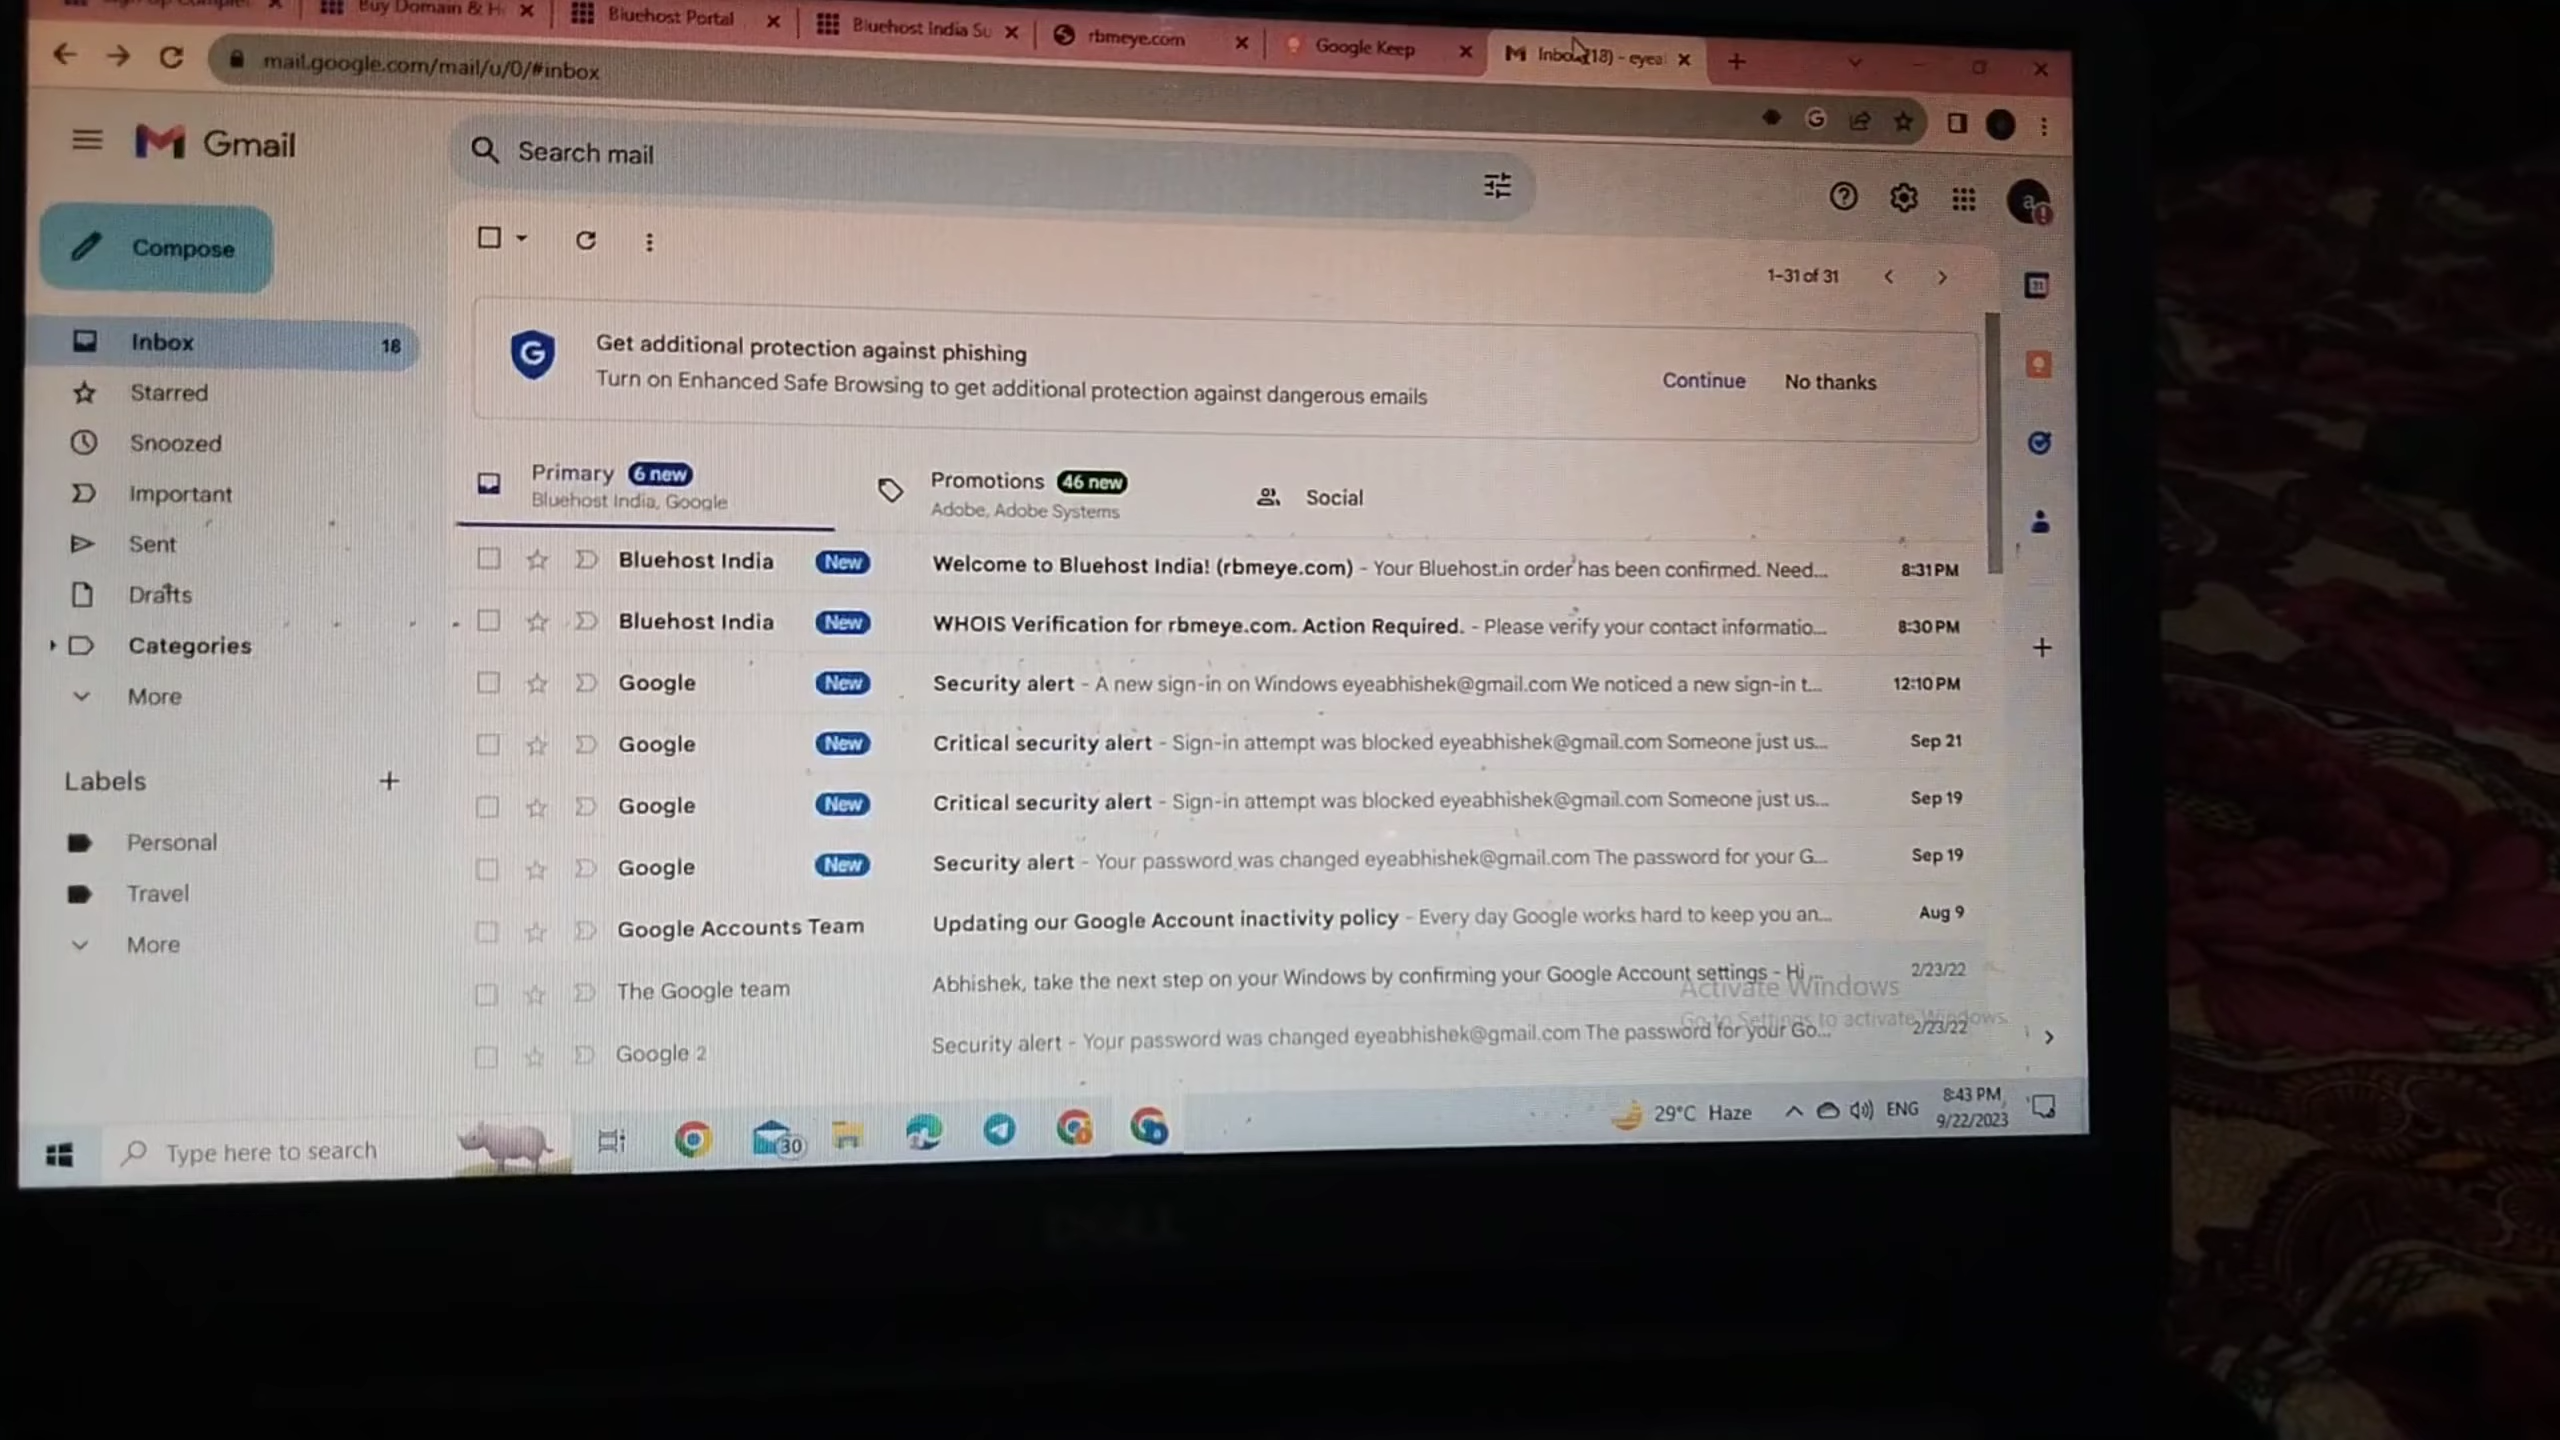 Buy Domain & H
Bluehost Portal
Bluehost India Su
rbmeye.com
Google Keep
Inbox (18) - eyea
mail.google.com/mail/u/0/#inbox
Gmail
Search mail
Compose
1-31 of 31
Get additional protection against phishing
Turn on Enhanced Safe Browsing to get additional protection against dangerous emails
Continue
No thanks
Inbox 18
Starred
Snoozed
Important
Sent
Drafts
Categories
More
Labels
Personal
Travel
More
Primary 6 new
Bluehost India, Google
Promotions 46 new
Adobe, Adobe Systems
Social
Bluehost India New Welcome to Bluehost India! (rbmeye.com) - Your Bluehost.in order has been confirmed. Need... 8:31 PM
Bluehost India New WHOIS Verification for rbmeye.com. Action Required. - Please verify your contact informatio... 8:30 PM
Google New Security alert - A new sign-in on Windows eyeabhishek@gmail.com We noticed a new sign-in t... 12:10 PM
Google New Critical security alert - Sign-in attempt was blocked eyeabhishek@gmail.com Someone just us... Sep 21
Google New Critical security alert - Sign-in attempt was blocked eyeabhishek@gmail.com Someone just us... Sep 19
Google New Security alert - Your password was changed eyeabhishek@gmail.com The password for your G... Sep 19
Google Accounts Team Updating our Google Account inactivity policy - Every day Google works hard to keep you an... Aug 9
The Google team Abhishek, take the next step on your Windows by confirming your Google Account settings - Hi ... 2/23/22
Google 2 Security alert - Your password was changed eyeabhishek@gmail.com The password for your Go... 2/23/22
Activate Windows
Go to Settings to activate Windows.
Type here to search
30
29°C Haze
ENG
8:43 PM
9/22/2023
DELL